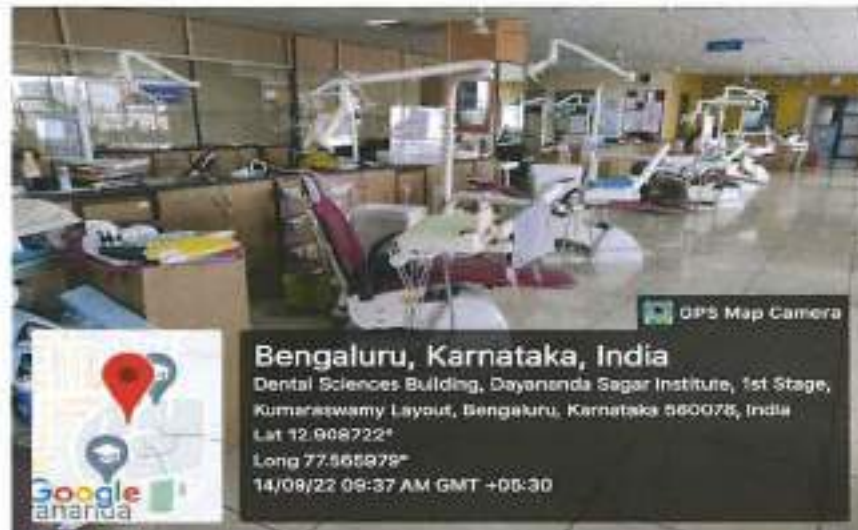 GPS Map Camera
Bengaluru, Karnataka, India
Dental Sciences Building, Dayananda Sagar Institute, 1st Stage,
Kumaraswamy Layout, Bengaluru, Karnataka 560078, India
Lat 12.908722°
Long 77.565979°
14/09/22 09:37 AM GMT +05:30
Google
ananda